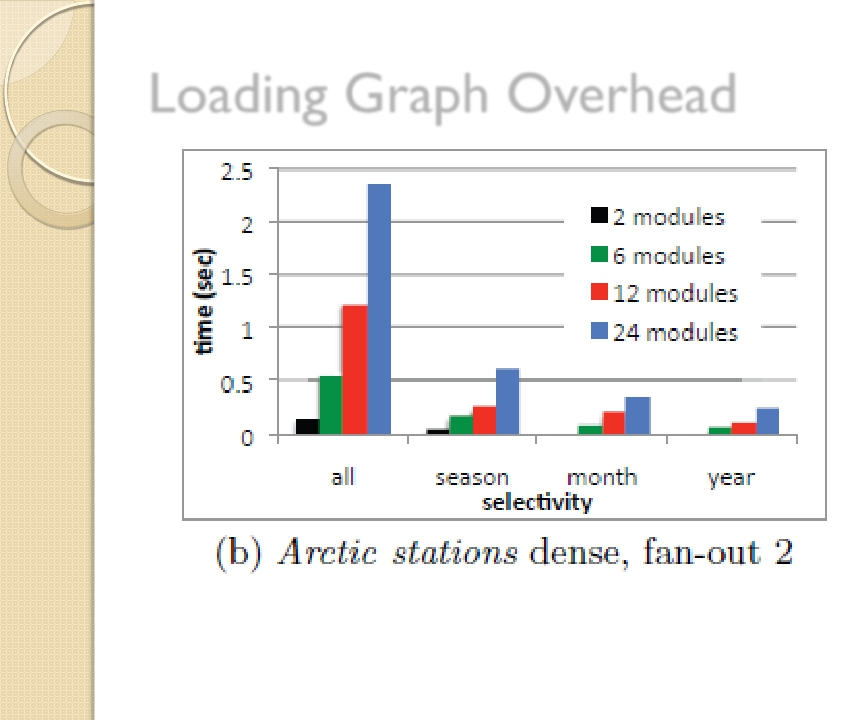 Loading Graph Overhead
2.5
2
1.5
1
0.5
0
time (sec)
2 modules
6 modules
12 modules
24 modules
all season month year
selectivity
(b) Arctic stations dense, fan-out 2